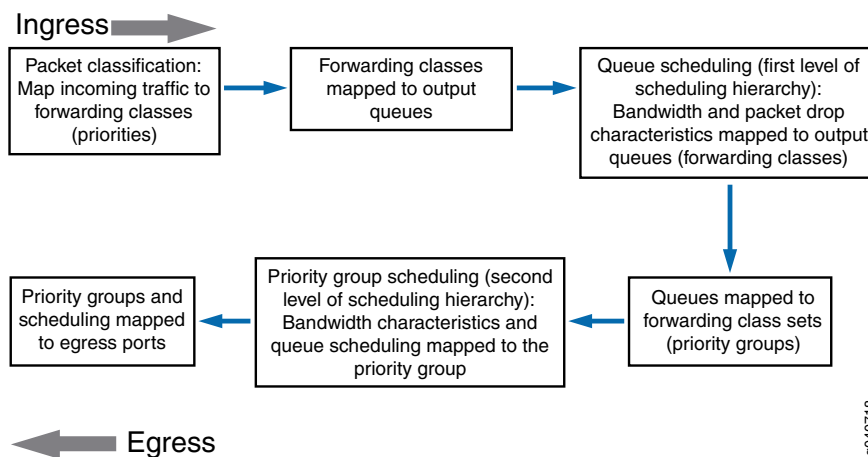 Ingress
Packet classification:
Map incoming traffic to
forwarding classes
(priorities)
Forwarding classes
mapped to output
queues
Queue scheduling (first level of
scheduling hierarchy):
Bandwidth and packet drop
characteristics mapped to output
queues (forwarding classes)
Priority groups and
scheduling mapped
to egress ports
Priority group scheduling (second
level of scheduling hierarchy):
Bandwidth characteristics and
queue scheduling mapped to the
priority group
Queues mapped to
forwarding class sets
(priority groups)
Egress